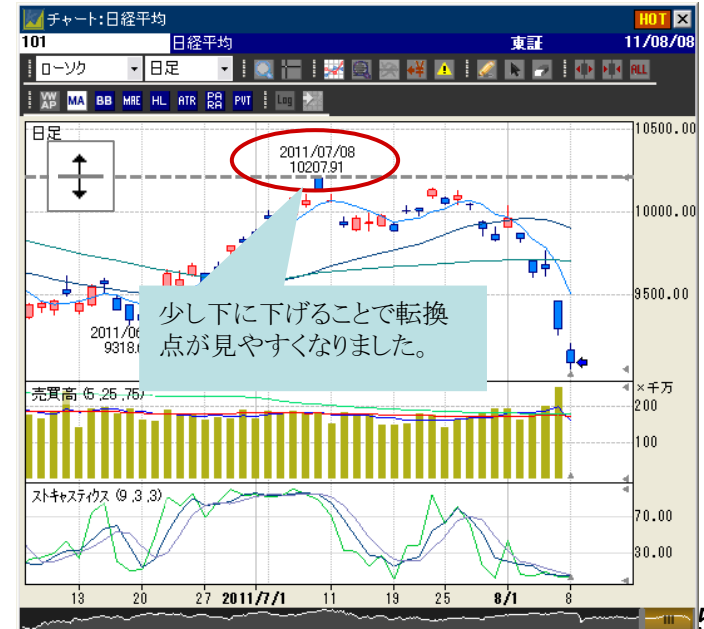 チャート:日経平均
HOT
101 日経平均 東証 11/08/08
ローソク 日足 ALL
VWAP MA BB MAE HL ATR PARA PVT Log
日足
10500.00
2011/07/08
10207.91
10000.00
9500.00
少し下に下げることで転換
点が見やすくなりました。
2011/06
9318.
売買高 (5 ,25 ,75)
×千万
200
100
ストキャスティクス (9 ,3 ,3)
70.00
30.00
13 20 27 2011/7/1 11 19 25 8/1 8